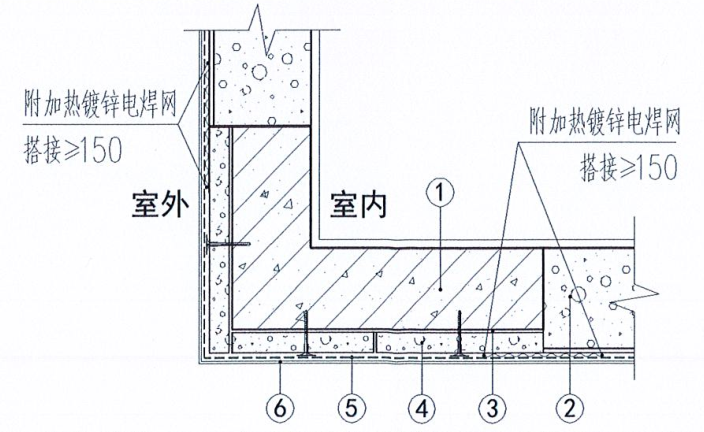 附加热镀锌电焊网
搭接≥150
附加热镀锌电焊网
搭接≥150
室外
室内
①
⑥
⑤
④
③
②